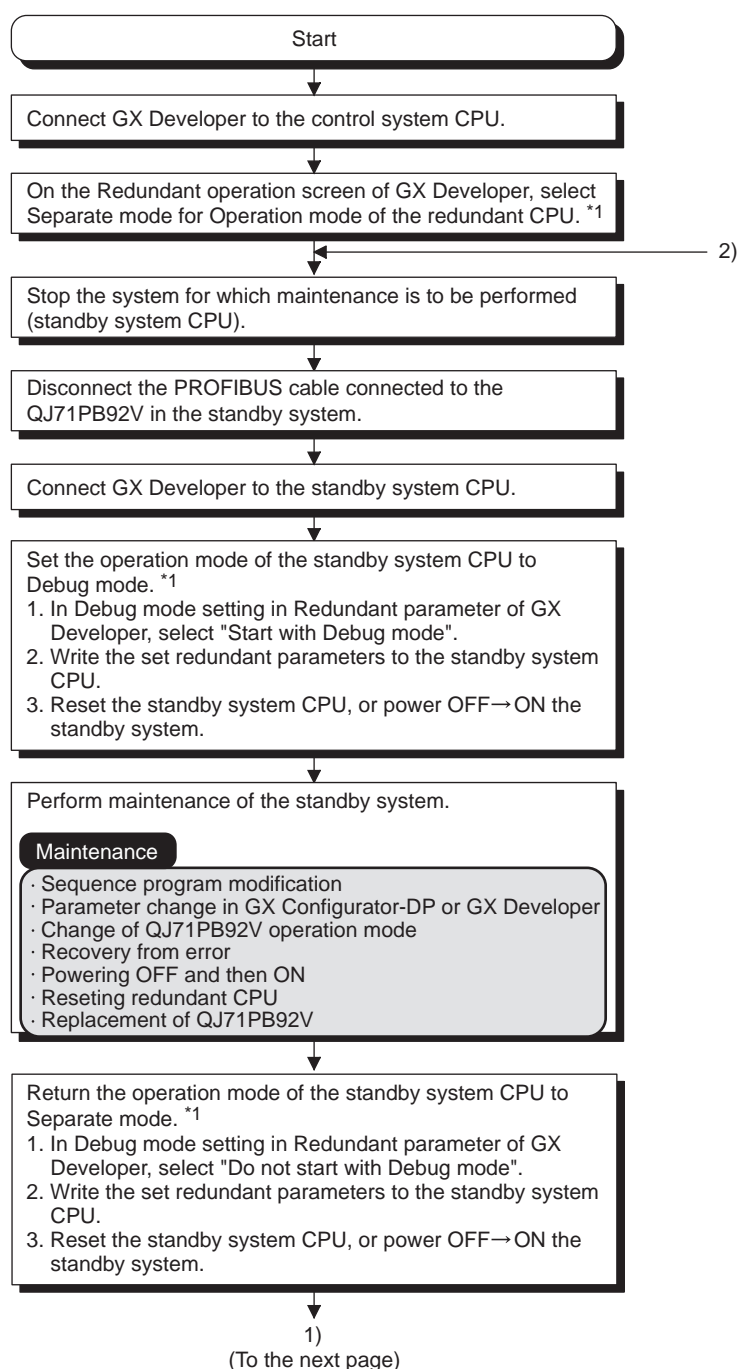 Start
Connect GX Developer to the control system CPU.
On the Redundant operation screen of GX Developer, select
Separate mode for Operation mode of the redundant CPU. *1
2)
Stop the system for which maintenance is to be performed
(standby system CPU).
Disconnect the PROFIBUS cable connected to the
QJ71PB92V in the standby system.
Connect GX Developer to the standby system CPU.
Set the operation mode of the standby system CPU to
Debug mode. *1
1. In Debug mode setting in Redundant parameter of GX
Developer, select "Start with Debug mode".
2. Write the set redundant parameters to the standby system
CPU.
3. Reset the standby system CPU, or power OFF→ON the
standby system.
Perform maintenance of the standby system.
Maintenance
· Sequence program modification
· Parameter change in GX Configurator-DP or GX Developer
· Change of QJ71PB92V operation mode
· Recovery from error
· Powering OFF and then ON
· Reseting redundant CPU
· Replacement of QJ71PB92V
Return the operation mode of the standby system CPU to
Separate mode. *1
1. In Debug mode setting in Redundant parameter of GX
Developer, select "Do not start with Debug mode".
2. Write the set redundant parameters to the standby system
CPU.
3. Reset the standby system CPU, or power OFF→ON the
standby system.
1)
(To the next page)